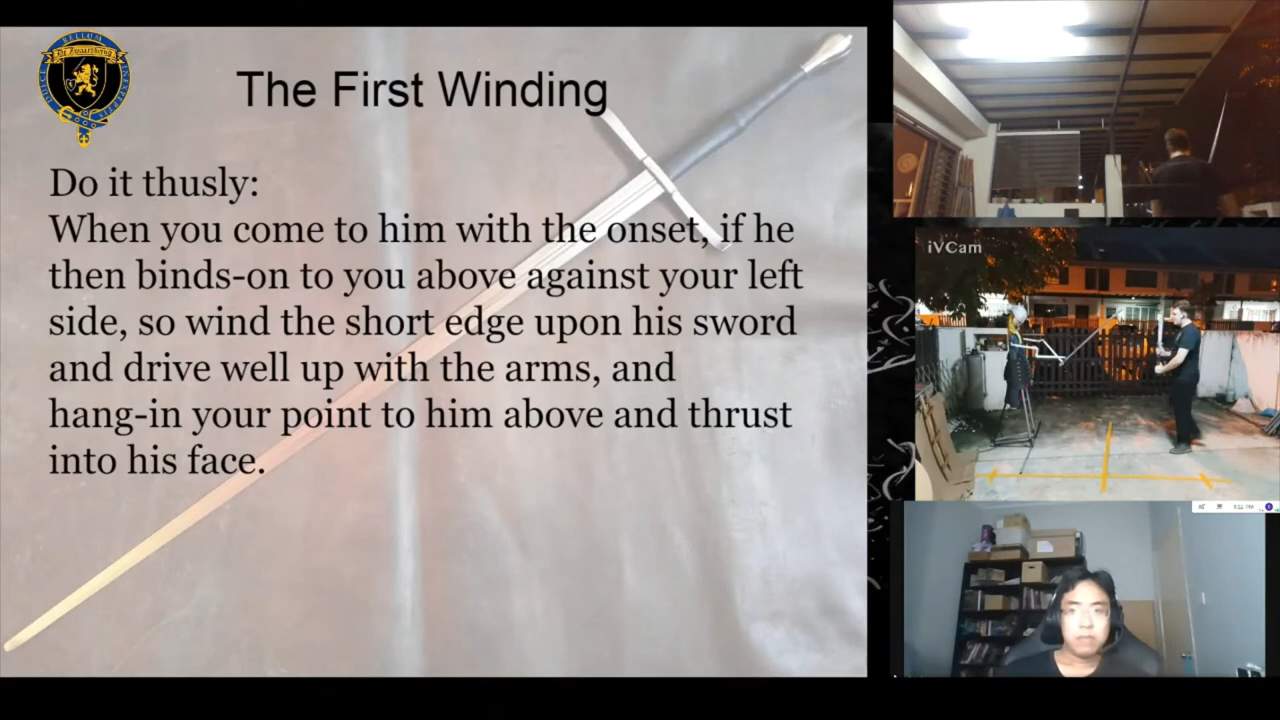 The First Winding
Do it thusly:
When you come to him with the onset, if he
then binds-on to you above against your left
side, so wind the short edge upon his sword
and drive well up with the arms, and
hang-in your point to him above and thrust
into his face.
iVCam